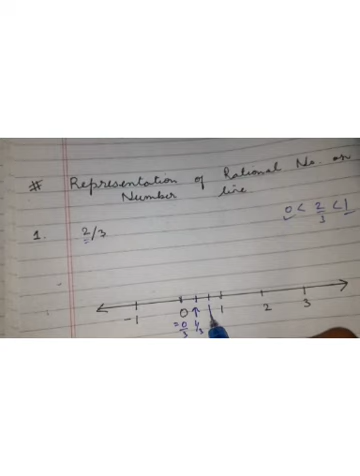 # Representation of Rational No. on
Number line
0 < 2/3 < 1
1. 2/3
-1 0 1 2 3
= 0/3 1/3